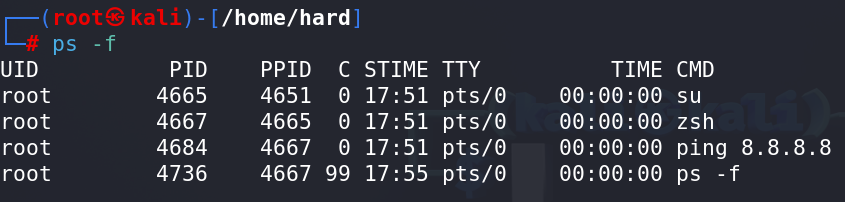 ┌──(root㉿kali)-[/home/hard]
└─# ps -f
UID          PID    PPID  C STIME TTY          TIME CMD
root        4665    4651  0 17:51 pts/0    00:00:00 su
root        4667    4665  0 17:51 pts/0    00:00:00 zsh
root        4684    4667  0 17:51 pts/0    00:00:00 ping 8.8.8.8
root        4736    4667 99 17:55 pts/0    00:00:00 ps -f